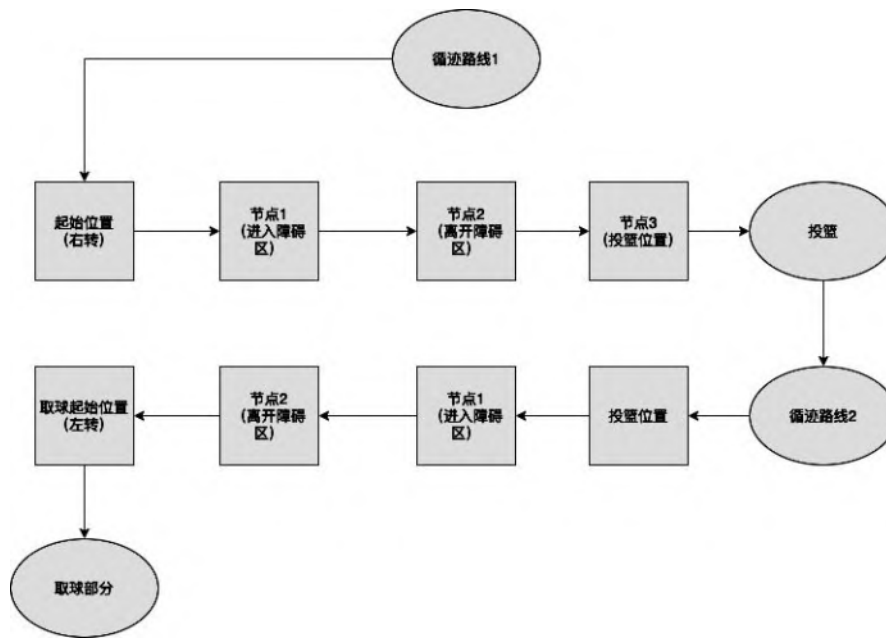 循迹路线1
起始位置
(右转)
节点1
(进入障碍
区)
节点2
(离开障碍
区)
节点3
(投篮位置)
投篮
循迹路线2
投篮位置
节点1
(进入障碍
区)
节点2
(离开障碍
区)
取球起始位置
(左转)
取球部分